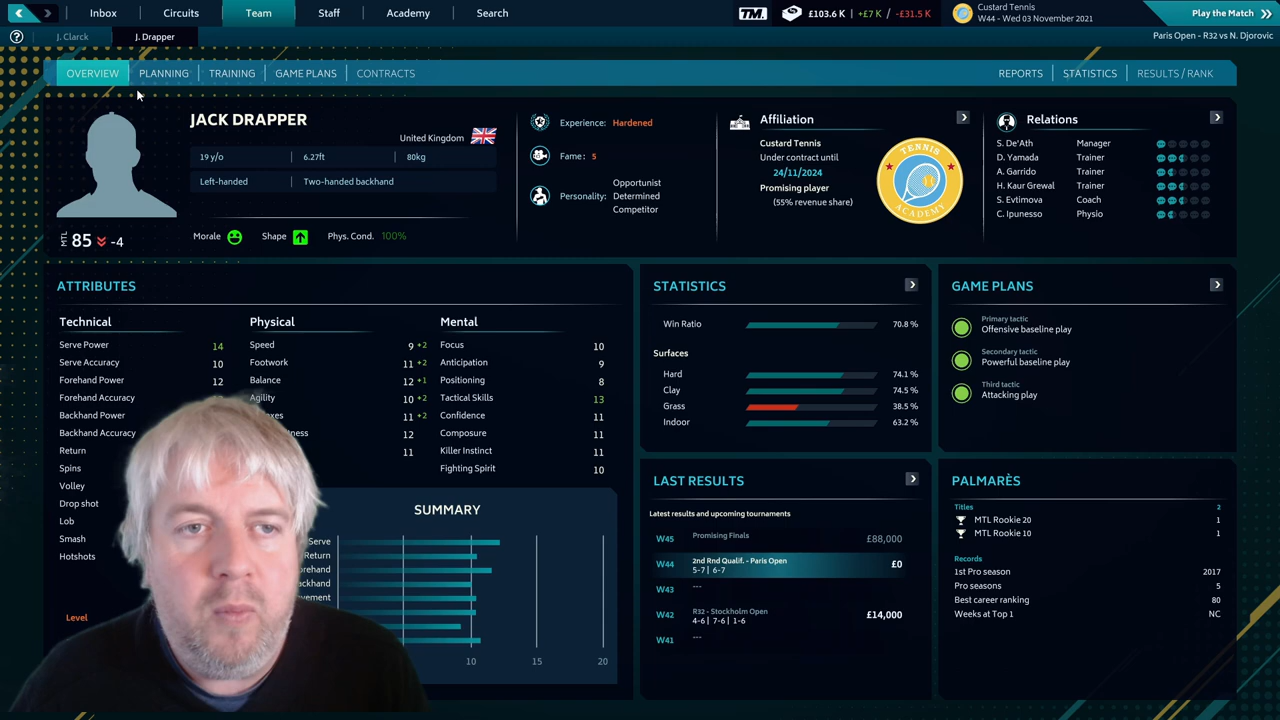 Inbox
Circuits
Team
Staff
Academy
Search
TM.
£103.6 K | +£7 K / -£31.5 K
Custard Tennis
W44 - Wed 03 November 2021
Play the Match
J. Clarck
J. Drapper
Paris Open - R32 vs N. Djorovic
OVERVIEW
PLANNING
TRAINING
GAME PLANS
CONTRACTS
REPORTS
STATISTICS
RESULTS / RANK
JACK DRAPPER
United Kingdom
19 y/o
6.27ft
80kg
Left-handed
Two-handed backhand
MTL 85 -4
Morale
Shape
Phys. Cond. 100%
Experience: Hardened
Fame: 5
Personality: Opportunist
Determined
Competitor
Affiliation
Custard Tennis
Under contract until
24/11/2024
Promising player
(55% revenue share)
TENNIS
ACADEMY
Relations
S. De'Ath Manager
D. Yamada Trainer
A. Garrido Trainer
H. Kaur Grewal Trainer
S. Evtimova Coach
C. Ipunesso Physio
ATTRIBUTES
Technical
Serve Power 14
Serve Accuracy 10
Forehand Power 12
Forehand Accuracy
Backhand Power
Backhand Accuracy
Return
Spins
Volley
Drop shot
Lob
Smash
Hotshots
Level
Physical
Speed 9 +2
Footwork 11 +2
Balance 12 +1
Agility 10 +2
exes 11 +2
iness 12
11
Mental
Focus 10
Anticipation 9
Positioning 8
Tactical Skills 13
Confidence 11
Composure 11
Killer Instinct 11
Fighting Spirit 10
SUMMARY
Serve
Return
orehand
ackhand
vement
10
15
20
STATISTICS
Win Ratio 70.8 %
Surfaces
Hard 74.1 %
Clay 74.5 %
Grass 38.5 %
Indoor 63.2 %
GAME PLANS
Primary tactic
Offensive baseline play
Secondary tactic
Powerful baseline play
Third tactic
Attacking play
LAST RESULTS
Latest results and upcoming tournaments
W45 Promising Finals £88,000
W44 2nd Rnd Qualif. - Paris Open £0
5-7 | 6-7
W43 ---
W42 R32 - Stockholm Open £14,000
4-6 | 7-6 | 1-6
W41 ---
PALMARÈS
Titles 2
MTL Rookie 20 1
MTL Rookie 10 1
Records
1st Pro season 2017
Pro seasons 5
Best career ranking 80
Weeks at Top 1 NC